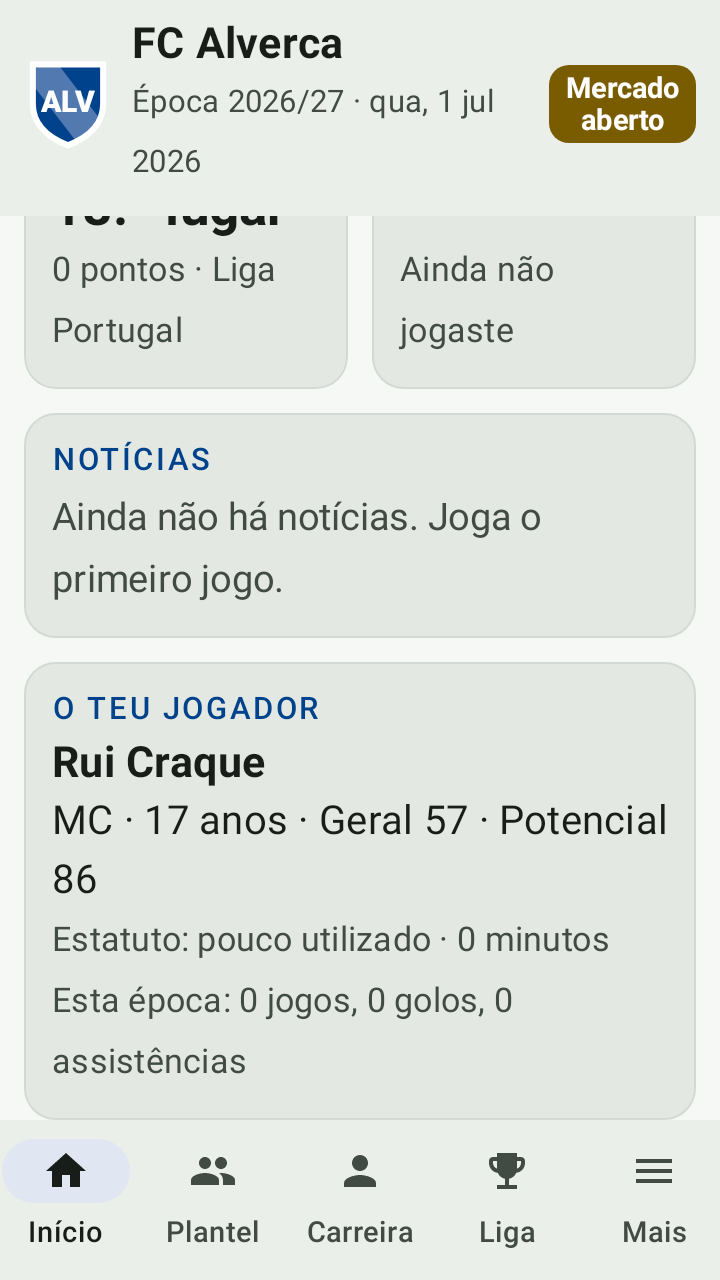 FC Alverca
ALV
Época 2026/27 · qua, 1 jul
2026
Mercado
aberto
0 pontos · Liga
Portugal
Ainda não
jogaste
NOTÍCIAS
Ainda não há notícias. Joga o
primeiro jogo.
O TEU JOGADOR
Rui Craque
MC · 17 anos · Geral 57 · Potencial
86
Estatuto: pouco utilizado · 0 minutos
Esta época: 0 jogos, 0 golos, 0
assistências
Início
Plantel
Carreira
Liga
Mais